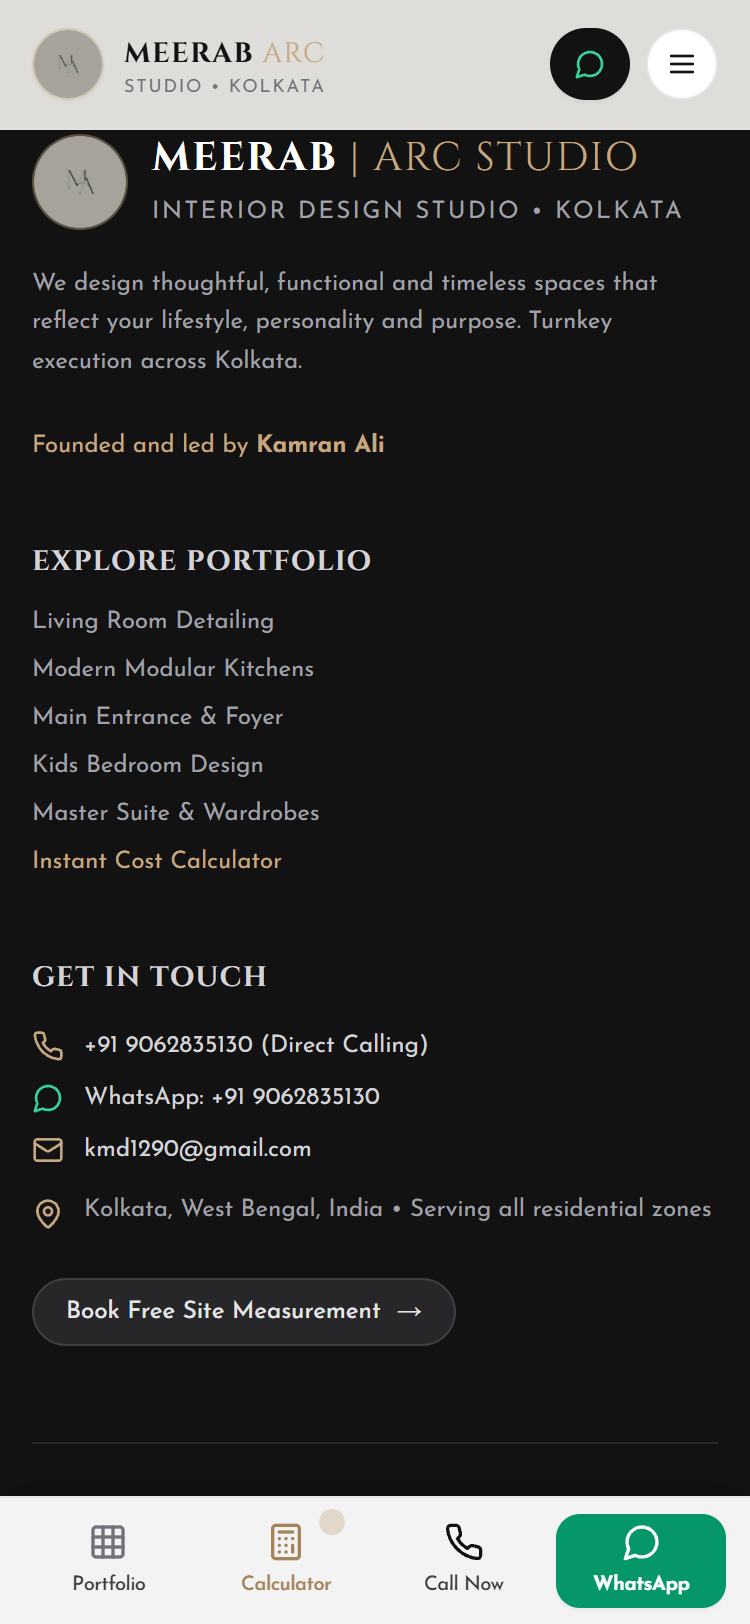 MEERAB ARC
STUDIO • KOLKATA
MEERAB | ARC STUDIO
INTERIOR DESIGN STUDIO • KOLKATA
We design thoughtful, functional and timeless spaces that
reflect your lifestyle, personality and purpose. Turnkey
execution across Kolkata.
Founded and led by Kamran Ali
EXPLORE PORTFOLIO
Living Room Detailing
Modern Modular Kitchens
Main Entrance & Foyer
Kids Bedroom Design
Master Suite & Wardrobes
Instant Cost Calculator
GET IN TOUCH
+91 9062835130 (Direct Calling)
WhatsApp: +91 9062835130
kmd1290@gmail.com
Kolkata, West Bengal, India • Serving all residential zones
Book Free Site Measurement →
Portfolio
Calculator
Call Now
WhatsApp